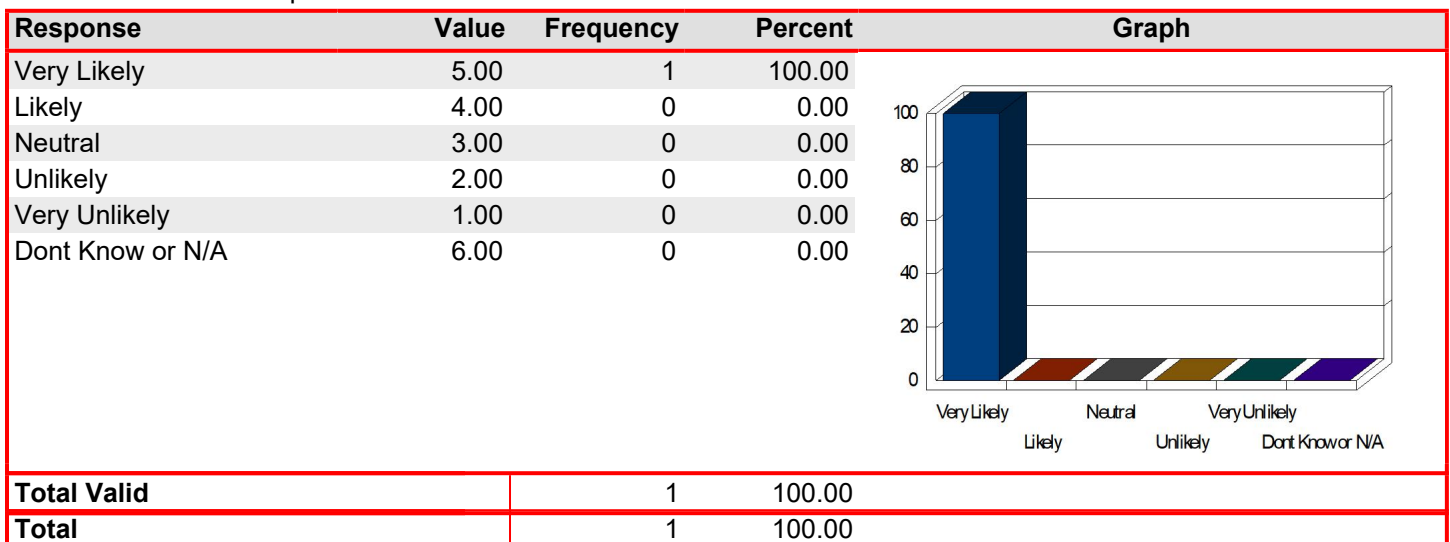 Response Value Frequency Percent Graph
Very Likely 5.00 1 100.00
Likely 4.00 0 0.00
Neutral 3.00 0 0.00
Unlikely 2.00 0 0.00
Very Unlikely 1.00 0 0.00
Dont Know or N/A 6.00 0 0.00
100
80
60
40
20
0
Very Likely Neutral Very Unlikely
Likely Unlikely Dont Know or N/A
Total Valid 1 100.00
Total 1 100.00